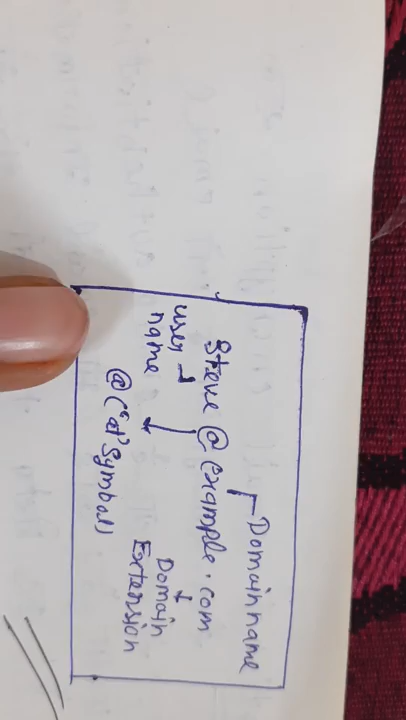 Domain name
Steve @ example.com
user
name
@("at" Symbol)
Domain
Extension